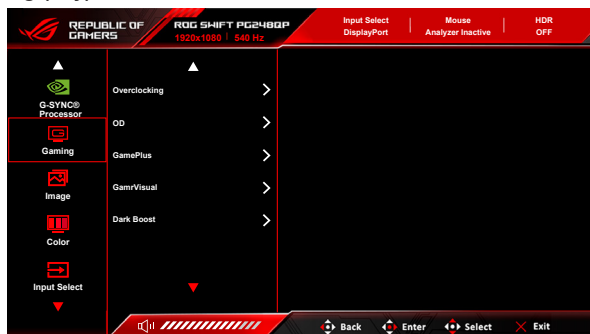 REPUBLIC OF
GAMERS
ROG SHIFT PG248QP
1920x1080 | 540 Hz
Input Select
DisplayPort
Mouse
Analyzer Inactive
HDR
OFF
G-SYNC®
Processor
Gaming
Image
Color
Input Select
Overclocking
OD
GamePlus
GamrVisual
Dark Boost
Back
Enter
Select
Exit